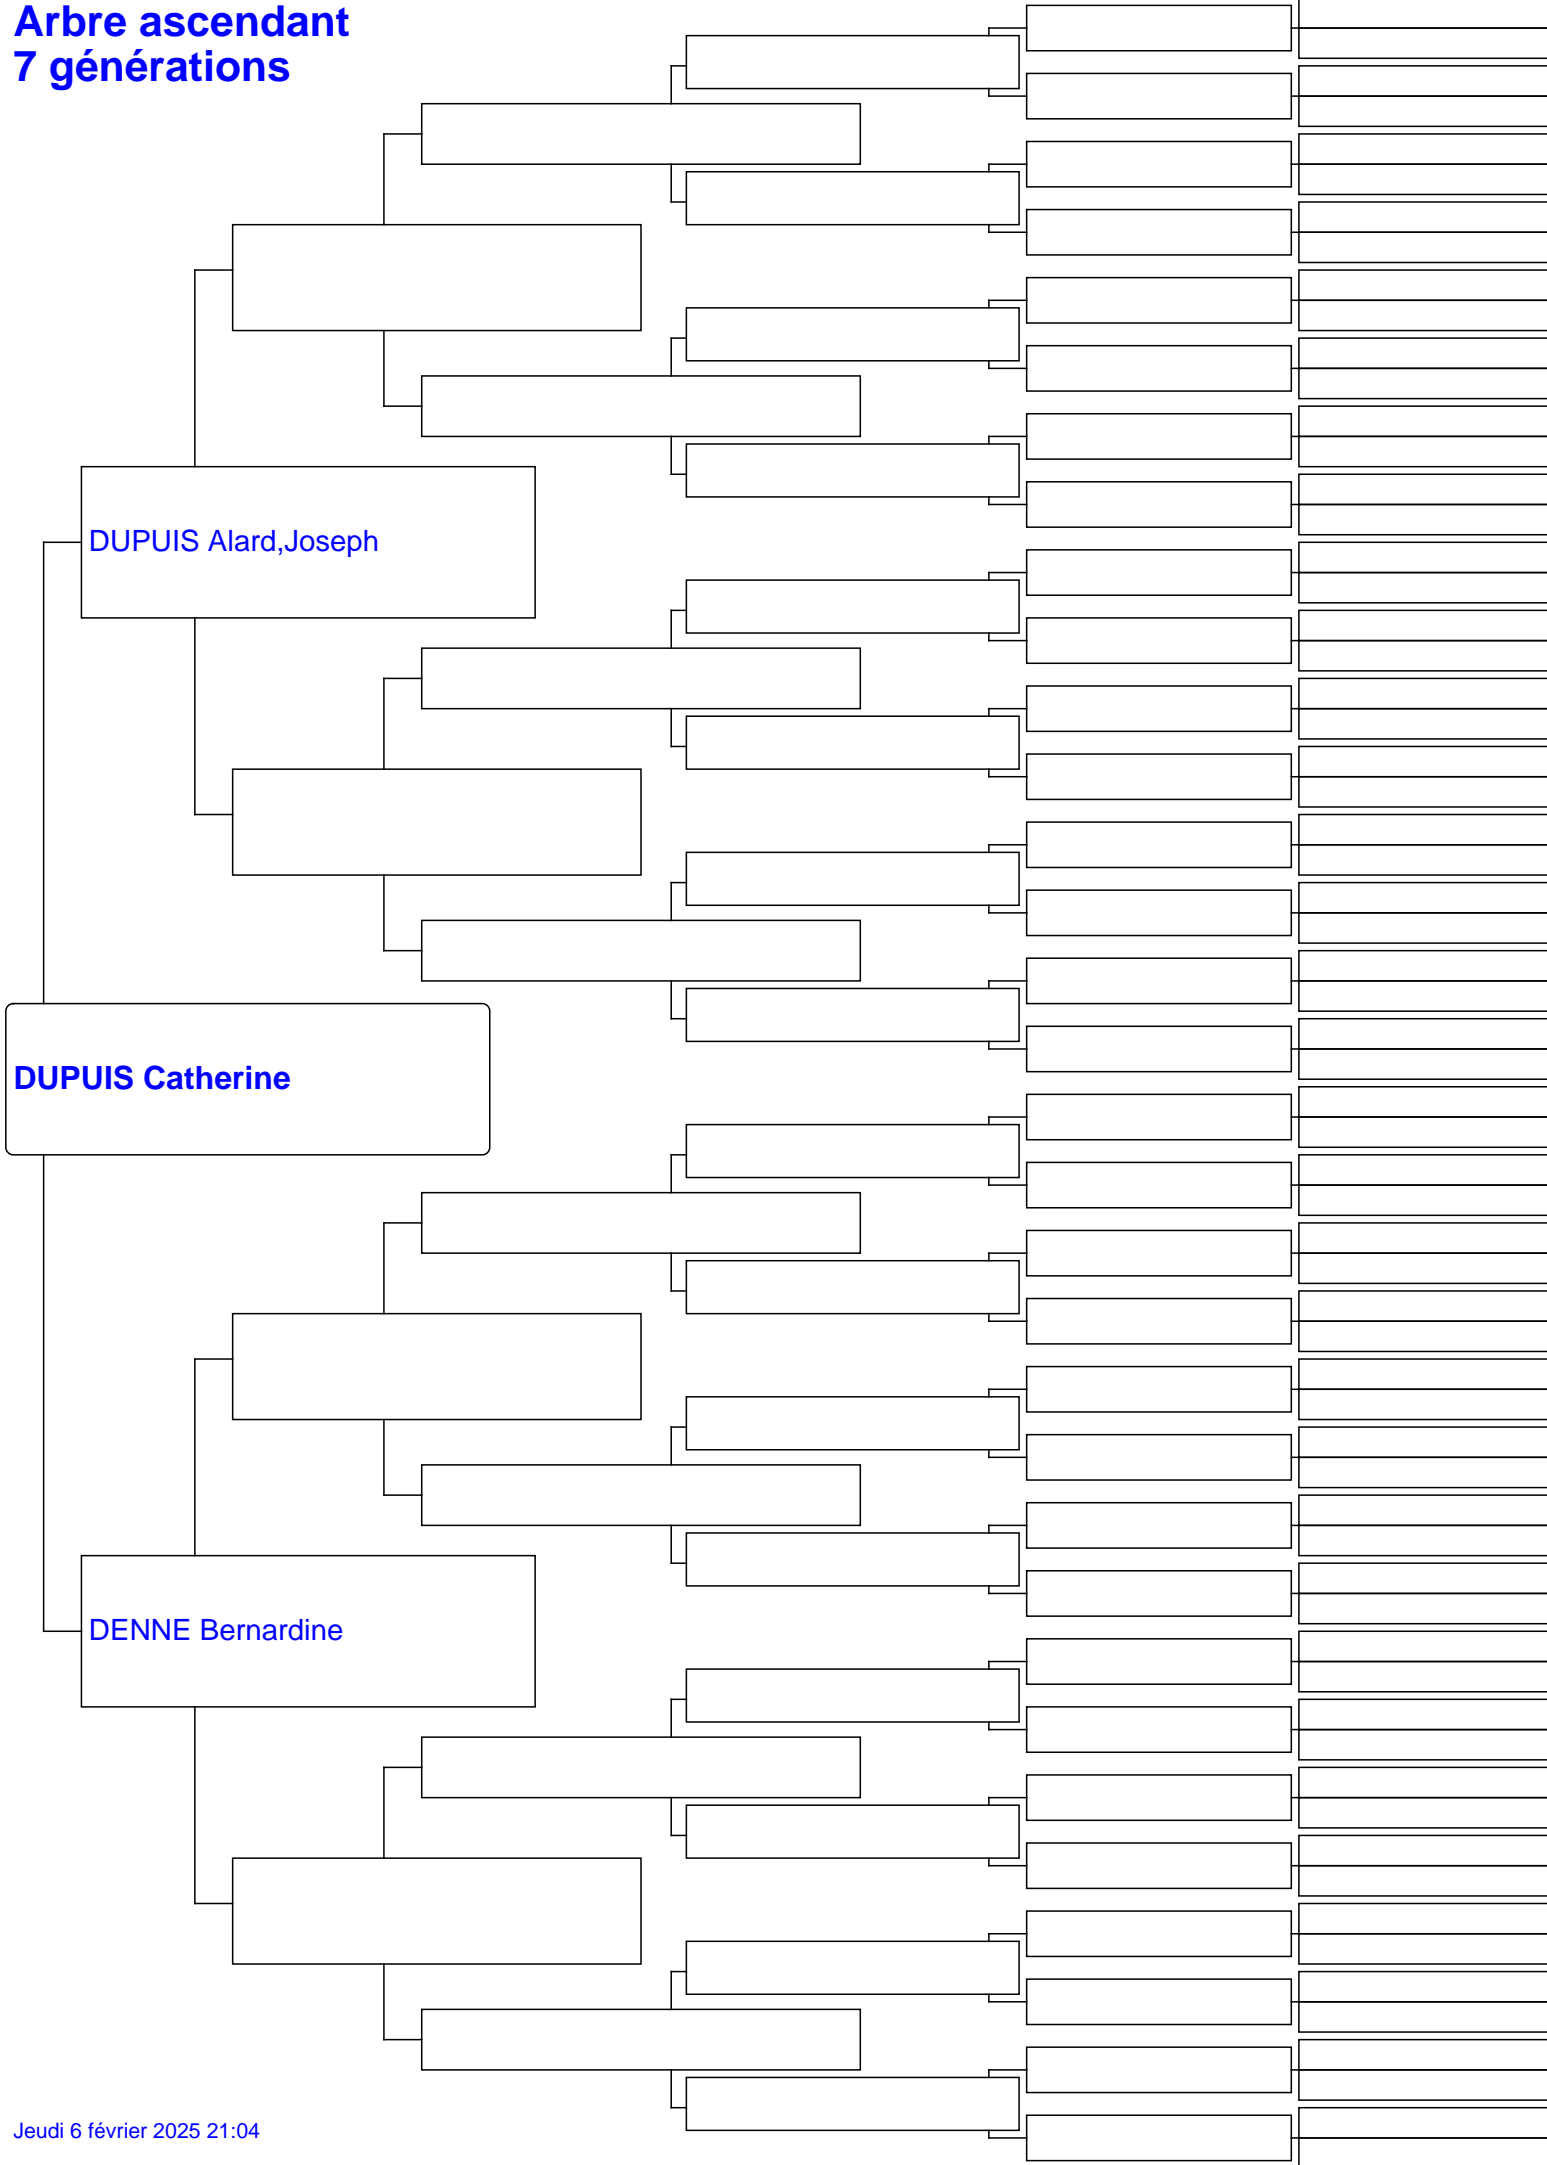 Arbre ascendant
7 générations
DUPUIS Alard,Joseph
DUPUIS Catherine
DENNE Bernardine
Jeudi 6 février 2025 21:04